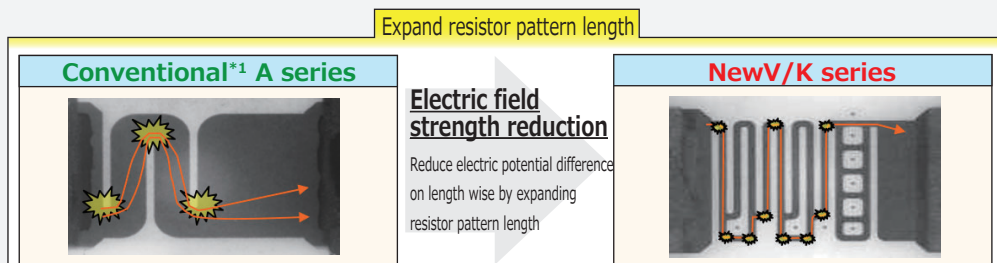 Expand resistor pattern length
Conventional*1 A series
Electric field
strength reduction
Reduce electric potential difference
on length wise by expanding
resistor pattern length
NewV/K series